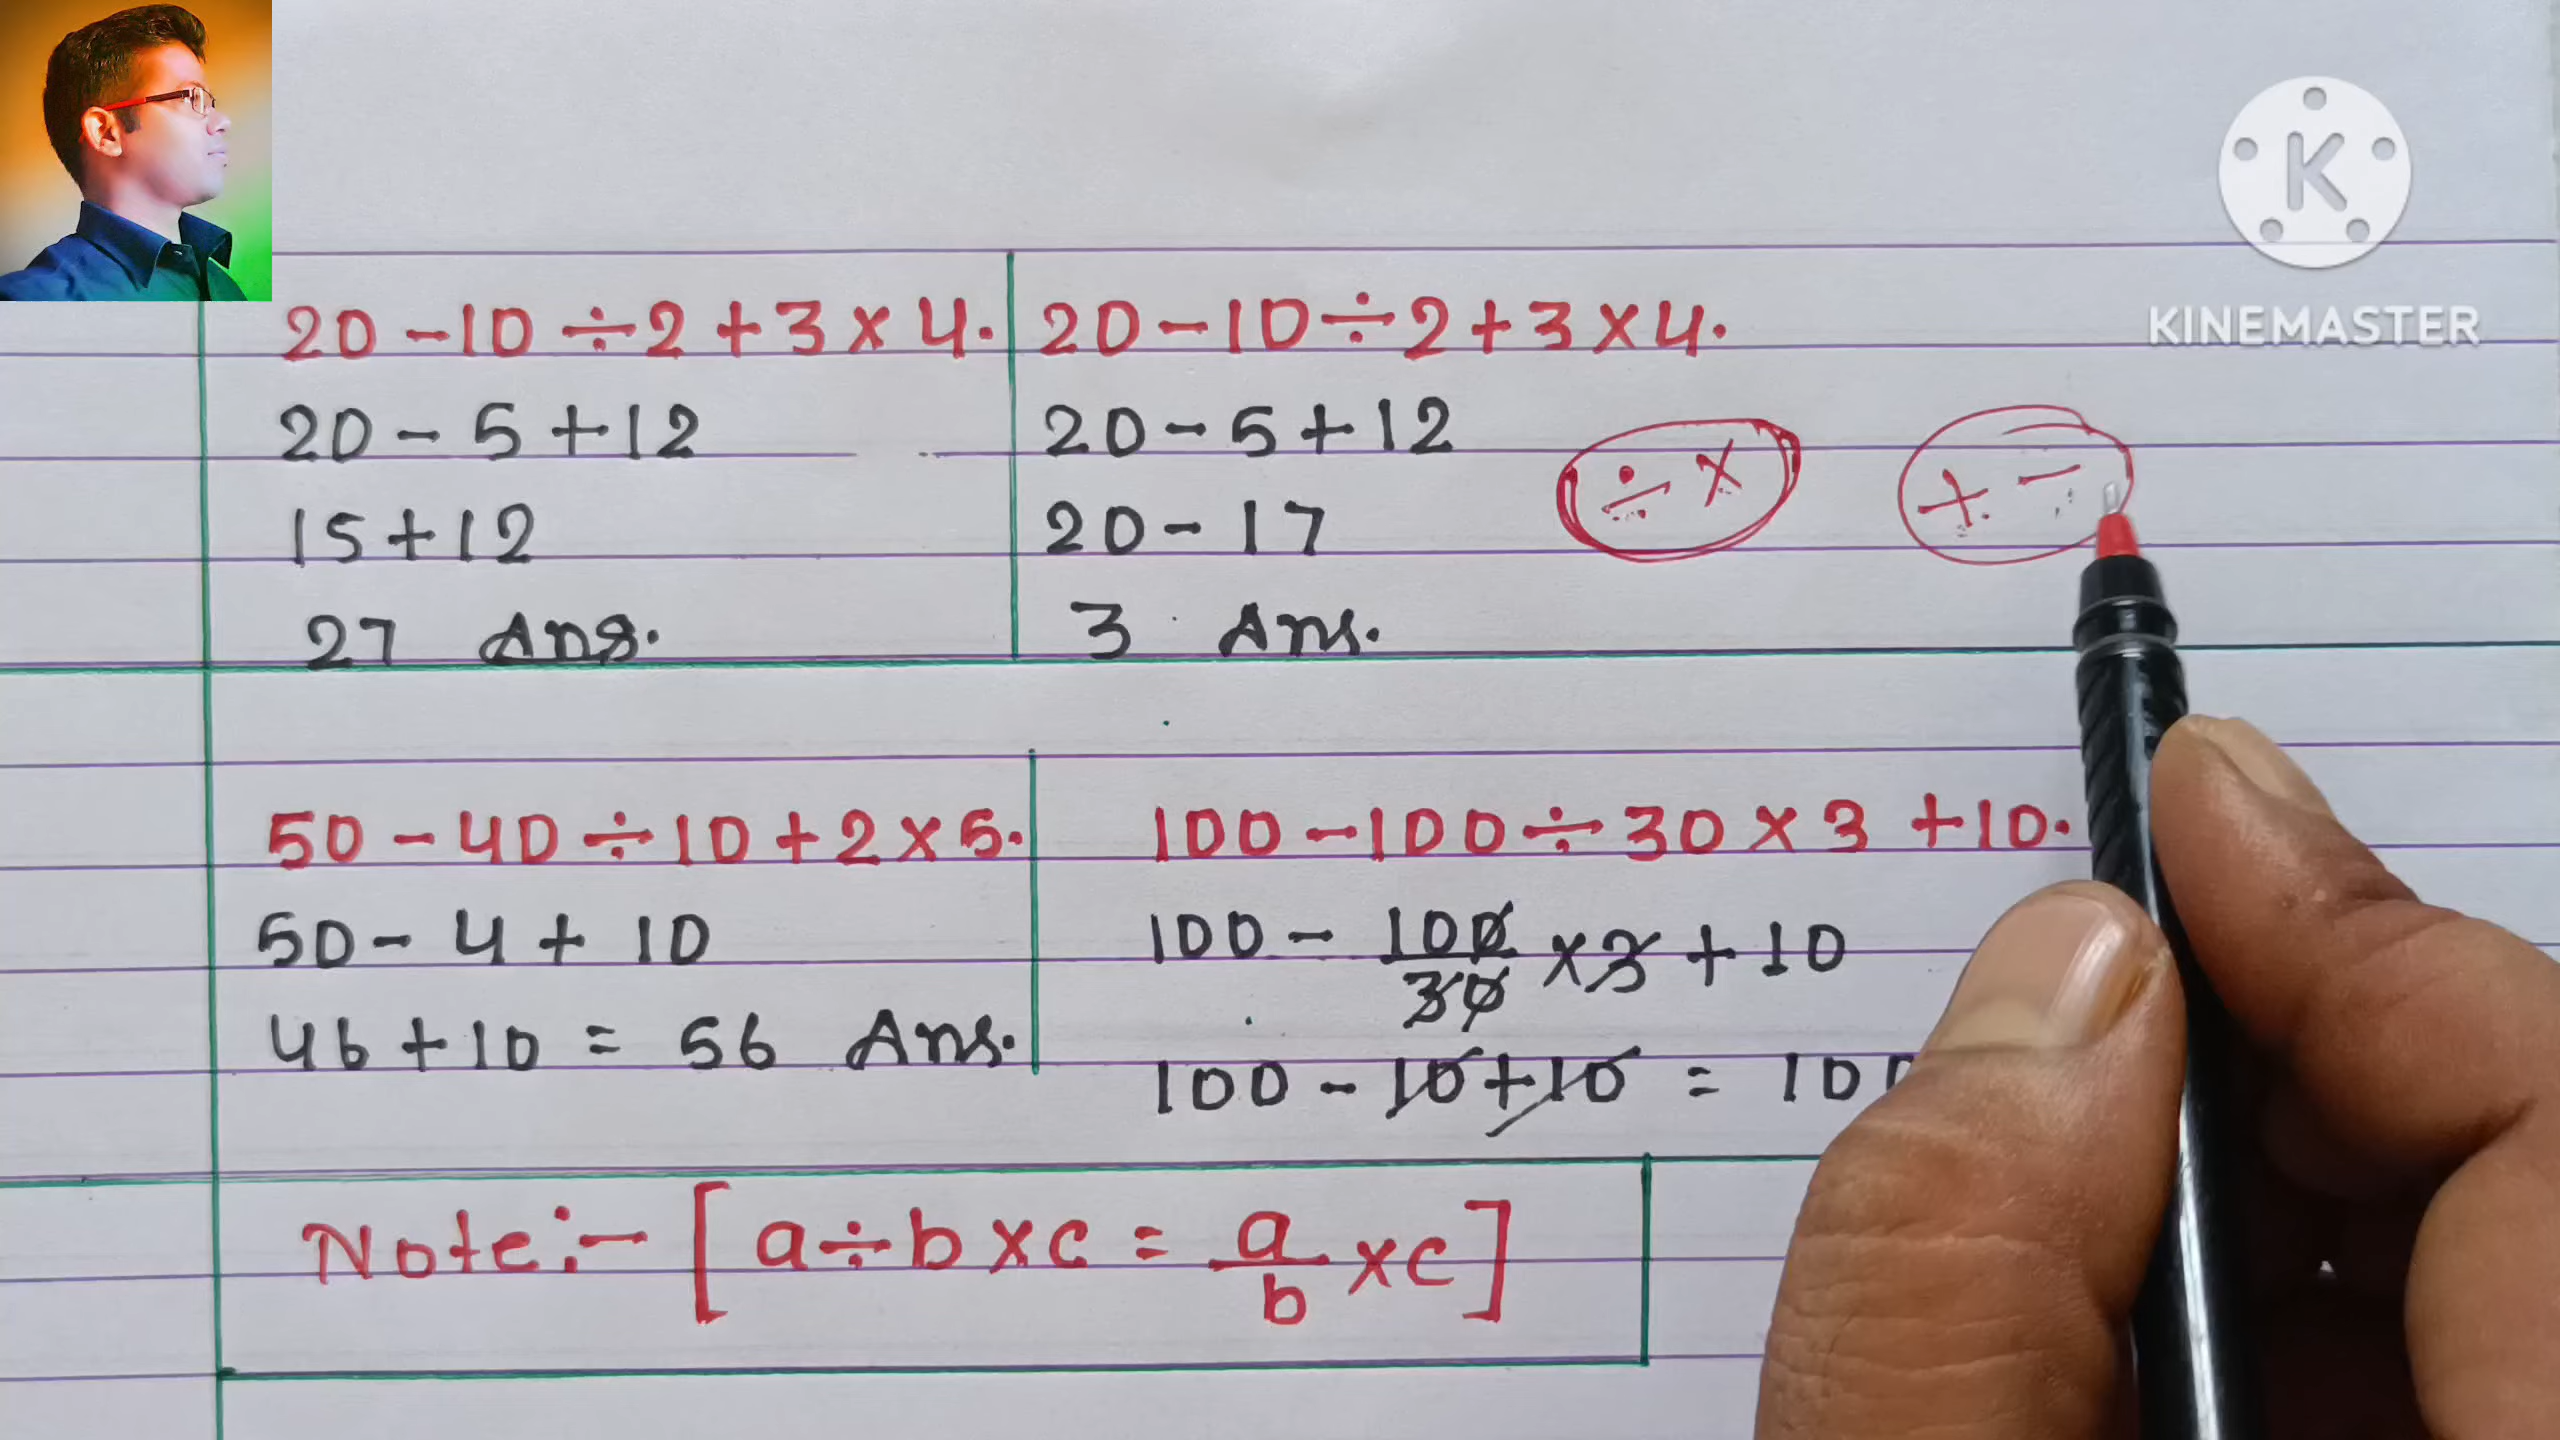 KINEMASTER
20 - 10 ÷ 2 + 3 × 4.
20 - 5 + 12
15 + 12
27 Ans.
20 - 10 ÷ 2 + 3 × 4.
20 - 5 + 12
20 - 17
3 Ans.
÷ × + -
50 - 40 ÷ 10 + 2 × 5.
50 - 4 + 10
46 + 10 = 56 Ans.
100 - 100 ÷ 30 × 3 + 10.
100 - 100/30 × 3 + 10
100 - 10 + 10 = 100
Note:- [a ÷ b × c = a/b × c]